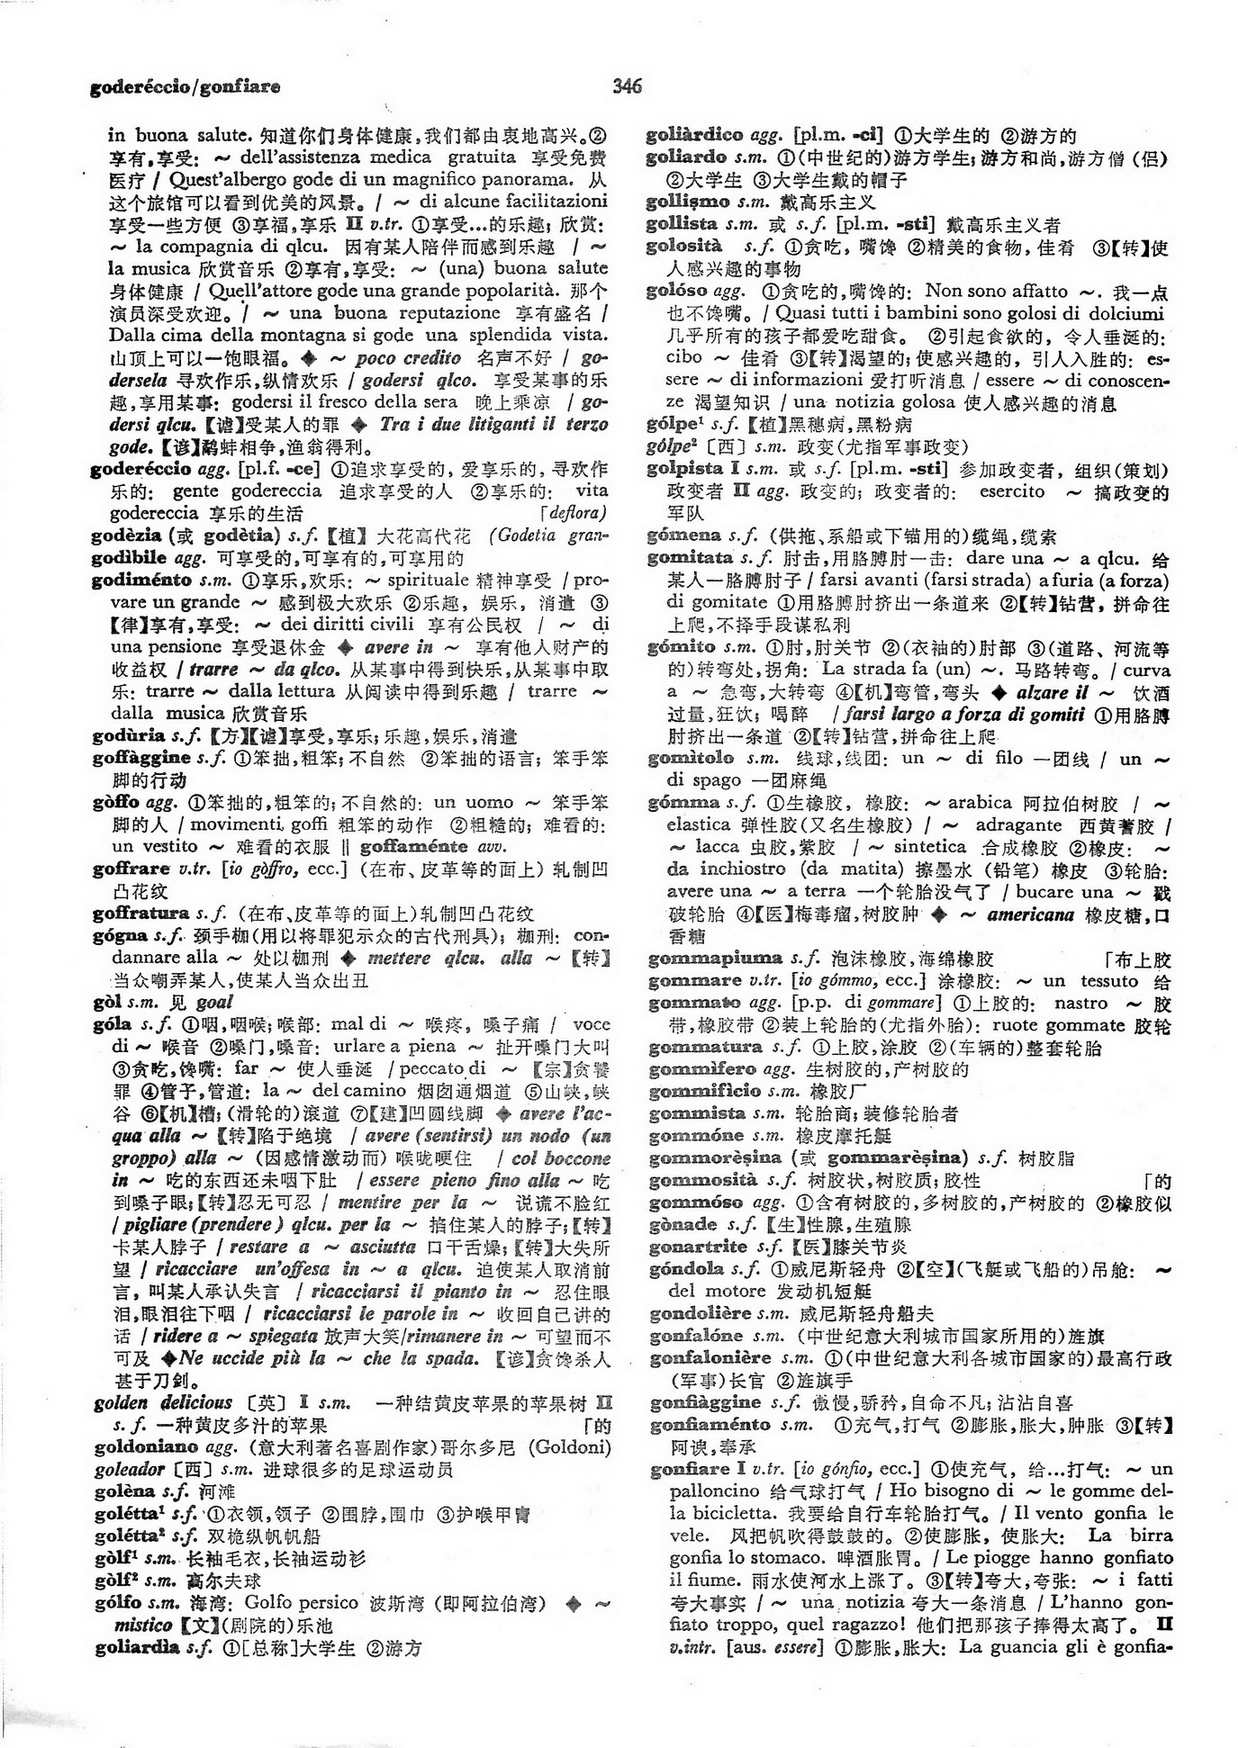 goderéccio/gonfiare
346
in buona salute. 知道你们身体健康,我们都由衷地高兴。②
享有,享受: ～ dell'assistenza medica gratuita 享受免费
医疗 / Quest'albergo gode di un magnifico panorama. 从
这个旅馆可以看到优美的风景。/ ～ di alcune facilitazioni
享受一些方便 ③享福,享乐 II v.tr. ①享受…的乐趣; 欣赏:
～ la compagnia di qlcu. 因有某人陪伴而感到乐趣 / ～
la musica 欣赏音乐 ②享有,享受: ～ (una) buona salute
身体健康 / Quell'attore gode una grande popolarità. 那个
演员深受欢迎。/ ～ una buona reputazione 享有盛名 /
Dalla cima della montagna si gode una splendida vista.
山顶上可以一饱眼福。◆ ～ poco credito 名声不好 / go-
dersela 寻欢作乐,纵情欢乐 / godersi qlco. 享受某事的乐
趣,享用某事: godersi il fresco della sera 晚上乘凉 / go-
dersi qlcu.【谑】受某人的罪 ◆ Tra i due litiganti il terzo
gode.【谚】鹬蚌相争,渔翁得利。
goderéccio agg. [pl.f. -ce] ①追求享受的, 爱享乐的, 寻欢作
乐的: gente godereccia 追求享受的人 ②享乐的: vita
godereccia 享乐的生活 「deflora)
godèzia (或 godètia) s.f.【植】大花高代花 (Godetia gran-
godìbile agg. 可享受的,可享有的,可享用的
godiménto s.m. ①享乐,欢乐: ～ spirituale 精神享受 / pro-
vare un grande ～ 感到极大欢乐 ②乐趣, 娱乐, 消遣 ③
【律】享有,享受: ～ dei diritti civili 享有公民权 / ～ di
una pensione 享受退休金 ◆ avere in ～ 享有他人财产的
收益权 / trarre ～ da qlco. 从某事中得到快乐,从某事中取
乐: trarre ～ dalla lettura 从阅读中得到乐趣 / trarre ～
dalla musica 欣赏音乐
godùria s.f.【方】【谑】享受,享乐; 乐趣,娱乐,消遣
goffàggine s.f. ①笨拙,粗笨; 不自然 ②笨拙的语言; 笨手笨
脚的行动
gòffo agg. ①笨拙的,粗笨的; 不自然的: un uomo ～ 笨手笨
脚的人 / movimenti goffi 粗笨的动作 ②粗糙的; 难看的:
un vestito ～ 难看的衣服 ‖ goffaménte avv.
goffrare v.tr. [io gòffro, ecc.] (在布、皮革等的面上) 轧制凹
凸花纹
goffratura s.f. (在布、皮革等的面上)轧制凹凸花纹
gógna s.f. 颈手枷(用以将罪犯示众的古代刑具); 枷刑: con-
dannare alla ～ 处以枷刑 ◆ mettere qlcu. alla ～【转】
当众嘲弄某人,使某人当众出丑
gòl s.m. 见 goal
góla s.f. ①咽,咽喉; 喉部: mal di ～ 喉疼, 嗓子痛 / voce
di ～ 喉音 ②嗓门,嗓音: urlare a piena ～ 扯开嗓门大叫
③贪吃,馋嘴: far ～ 使人垂涎 / peccato di ～【宗】贪饕
罪 ④管子,管道: la ～ del camino 烟囱通烟道 ⑤山峡,峡
谷 ⑥【机】槽; (滑轮的)滚道 ⑦【建】凹圆线脚 ◆ avere l'ac-
qua alla ～【转】陷于绝境 / avere (sentirsi) un nodo (un
groppo) alla ～ (因感情激动而) 喉咙哽住 / col boccone
in ～ 吃的东西还未咽下肚 / essere pieno fino alla ～ 吃
到嗓子眼;【转】忍无可忍 / mentire per la ～ 说谎不脸红
/ pigliare (prendere) qlcu. per la ～ 掐住某人的脖子;【转】
卡某人脖子 / restare a ～ asciutta 口干舌燥;【转】大失所
望 / ricacciare un'offesa in ～ a qlcu. 迫使某人取消前
言, 叫某人承认失言 / ricacciarsi il pianto in ～ 忍住眼
泪,眼泪往下咽 / ricacciarsi le parole in ～ 收回自己讲的
话 / ridere a ～ spiegata 放声大笑/rimanere in ～ 可望而不
可及 ◆Ne uccide più la ～ che la spada.【谚】贪馋杀人
甚于刀剑。
golden delicious〔英〕I s.m. 一种结黄皮苹果的苹果树 II
s. f. 一种黄皮多汁的苹果 「的
goldoniano agg. (意大利著名喜剧作家)哥尔多尼 (Goldoni)
goleador〔西〕s.m. 进球很多的足球运动员
golèna s.f. 河滩
golétta¹ s.f. ①衣领,领子 ②围脖,围巾 ③护喉甲胄
golétta² s.f. 双桅纵帆帆船
gòlf¹ s.m. 长袖毛衣,长袖运动衫
gòlf² s.m. 高尔夫球
gólfo s.m. 海湾: Golfo persico 波斯湾 (即阿拉伯湾) ◆ ～
mistico【文】(剧院的)乐池
goliardìa s.f. ①[总称]大学生 ②游方
goliàrdico agg. [pl.m. -ci] ①大学生的 ②游方的
goliardo s.m. ①(中世纪的)游方学生; 游方和尚,游方僧 (侣)
②大学生 ③大学生戴的帽子
gollismo s.m. 戴高乐主义
gollista s.m. 或 s.f. [pl.m. -sti] 戴高乐主义者
golosità s.f. ①贪吃, 嘴馋 ②精美的食物, 佳肴 ③【转】使
人感兴趣的事物
golóso agg. ①贪吃的,嘴馋的: Non sono affatto ～. 我一点
也不馋嘴。/ Quasi tutti i bambini sono golosi di dolciumi
几乎所有的孩子都爱吃甜食。 ②引起食欲的, 令人垂涎的:
cibo ～ 佳肴 ③【转】渴望的; 使感兴趣的, 引人入胜的: es-
sere ～ di informazioni 爱打听消息 / essere ～ di conoscen-
ze 渴望知识 / una notizia golosa 使人感兴趣的消息
gólpe¹ s.f.【植】黑穗病,黑粉病
gólpe²〔西〕s.m. 政变(尤指军事政变)
golpista I s.m. 或 s.f. [pl.m. -sti] 参加政变者, 组织(策划)
政变者 II agg. 政变的; 政变者的: esercito ～ 搞政变的
军队
gómena s.f. (供拖、系船或下锚用的)缆绳,缆索
gomitata s.f. 肘击,用胳膊肘一击: dare una ～ a qlcu. 给
某人一胳膊肘子 / farsi avanti (farsi strada) a furia (a forza)
di gomitate ①用胳膊肘挤出一条道来 ②【转】钻营, 拼命往
上爬,不择手段谋私利
gómito s.m. ①肘,肘关节 ②(衣袖的)肘部 ③(道路、河流等
的)转弯处,拐角: La strada fa (un) ～. 马路转弯。/ curva
a ～ 急弯,大转弯 ④【机】弯管,弯头 ◆ alzare il ～ 饮酒
过量,狂饮; 喝醉 / farsi largo a forza di gomiti ①用胳膊
肘挤出一条道 ②【转】钻营,拼命往上爬
gomìtolo s.m. 线球,线团: un ～ di filo 一团线 / un ～
di spago 一团麻绳
gómma s.f. ①生橡胶, 橡胶: ～ arabica 阿拉伯树胶 / ～
elastica 弹性胶(又名生橡胶) / ～ adragante 西黄蓍胶 /
～ lacca 虫胶,紫胶 / ～ sintetica 合成橡胶 ②橡皮: ～
da inchiostro (da matita) 擦墨水 (铅笔) 橡皮 ③轮胎:
avere una ～ a terra 一个轮胎没气了 / bucare una ～ 戳
破轮胎 ④【医】梅毒瘤,树胶肿 ◆ ～ americana 橡皮糖,口
香糖
gommapiuma s.f. 泡沫橡胶,海绵橡胶 「布上胶
gommare v.tr. [io gómmo, ecc.] 涂橡胶: ～ un tessuto 给
gommato agg. [p.p. di gommare] ①上胶的: nastro ～ 胶
带,橡胶带 ②装上轮胎的(尤指外胎): ruote gommate 胶轮
gommatura s.f. ①上胶,涂胶 ②(车辆的)整套轮胎
gommìfero agg. 生树胶的,产树胶的
gommifìcio s.m. 橡胶厂
gommista s.m. 轮胎商; 装修轮胎者
gommóne s.m. 橡皮摩托艇
gommorèsina (或 gommarèsina) s.f. 树胶脂
gommosità s.f. 树胶状,树胶质; 胶性 「的
gommóso agg. ①含有树胶的,多树胶的,产树胶的 ②橡胶似
gònade s.f.【生】性腺,生殖腺
gonartrite s.f.【医】膝关节炎
góndola s.f. ①威尼斯轻舟 ②【空】(飞艇或飞船的)吊舱: ～
del motore 发动机短艇
gondolière s.m. 威尼斯轻舟船夫
gonfalóne s.m. (中世纪意大利城市国家所用的)旌旗
gonfalonière s.m. ①(中世纪意大利各城市国家的)最高行政
(军事)长官 ②旌旗手
gonfiàggine s.f. 傲慢,骄矜,自命不凡; 沾沾自喜
gonfiaménto s.m. ①充气,打气 ②膨胀,胀大,肿胀 ③【转】
阿谀,奉承
gonfiare I v.tr. [io gónfio, ecc.] ①使充气, 给…打气: ～ un
palloncino 给气球打气 / Ho bisogno di ～ le gomme del-
la bicicletta. 我要给自行车轮胎打气。/ Il vento gonfia le
vele. 风把帆吹得鼓鼓的。②使膨胀, 使胀大: La birra
gonfia lo stomaco. 啤酒胀胃。/ Le piogge hanno gonfiato
il fiume. 雨水使河水上涨了。③【转】夸大,夸张: ～ i fatti
夸大事实 / ～ una notizia 夸大一条消息 / L'hanno gon-
fiato troppo, quel ragazzo! 他们把那孩子捧得太高了。 II
v.intr. [aus. essere] ①膨胀,胀大: La guancia gli è gonfia-